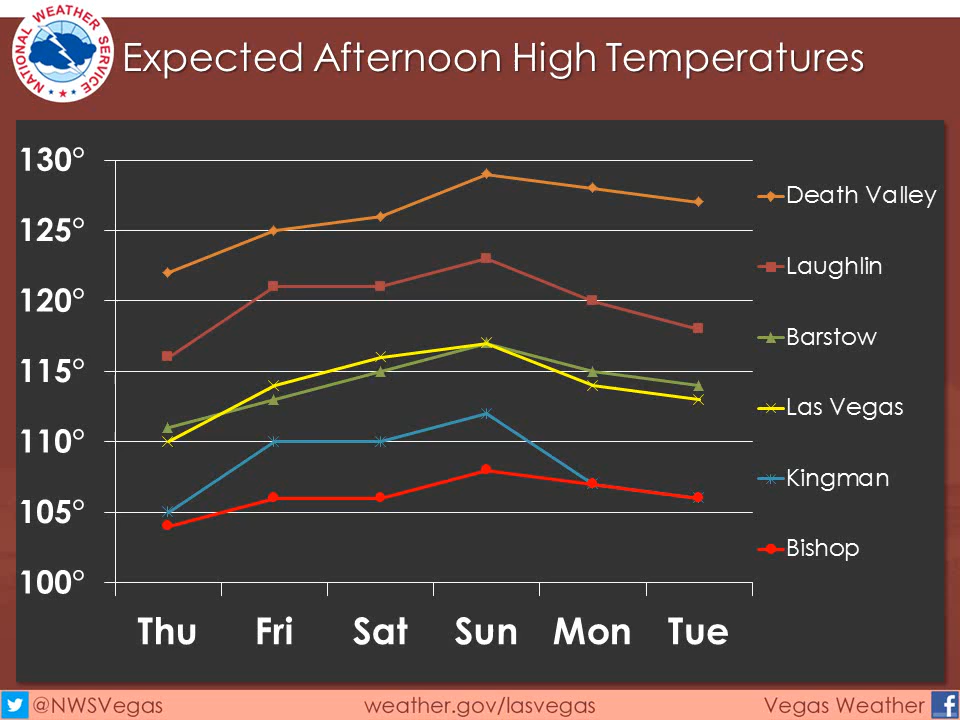 NATIONAL WEATHER SERVICE
Expected Afternoon High Temperatures
130°
125°
120°
115°
110°
105°
100°
Thu Fri Sat Sun Mon Tue
Death Valley
Laughlin
Barstow
Las Vegas
Kingman
Bishop
@NWSVegas weather.gov/lasvegas Vegas Weather